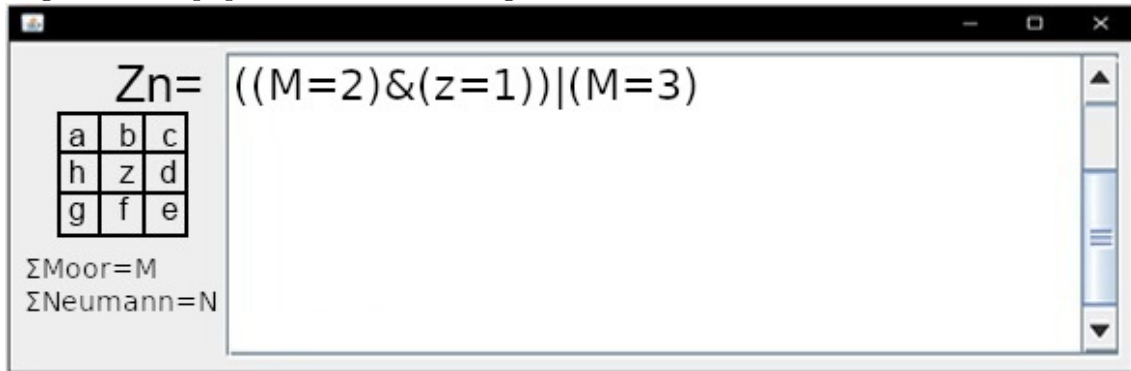 Zn= ((M=2)&(z=1))|(M=3)
a b c
h z d
g f e
ΣMoor=M
ΣNeumann=N